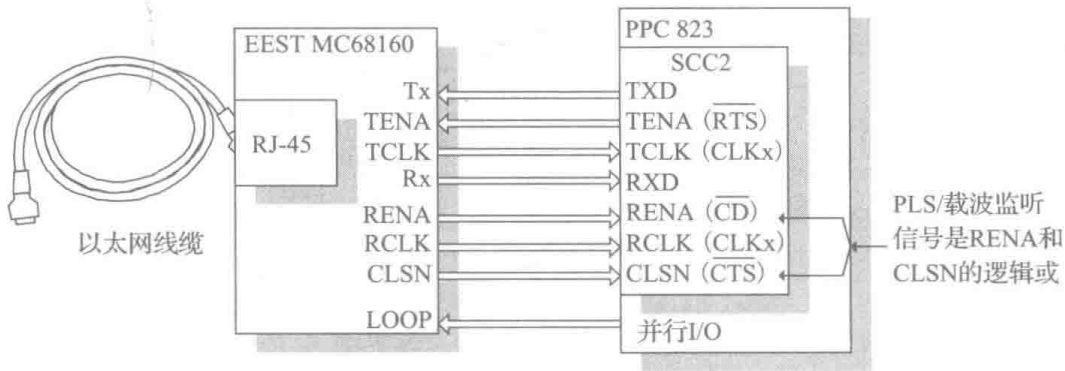 EEST MC68160
RJ-45
Tx
TENA
TCLK
Rx
RENA
RCLK
CLSN
LOOP
以太网线缆
PPC 823
SCC2
TXD
TENA (RTS)
TCLK (CLKx)
RXD
RENA (CD)
RCLK (CLKx)
CLSN (CTS)
并行I/O
PLS/载波监听
信号是RENA和
CLSN的逻辑或